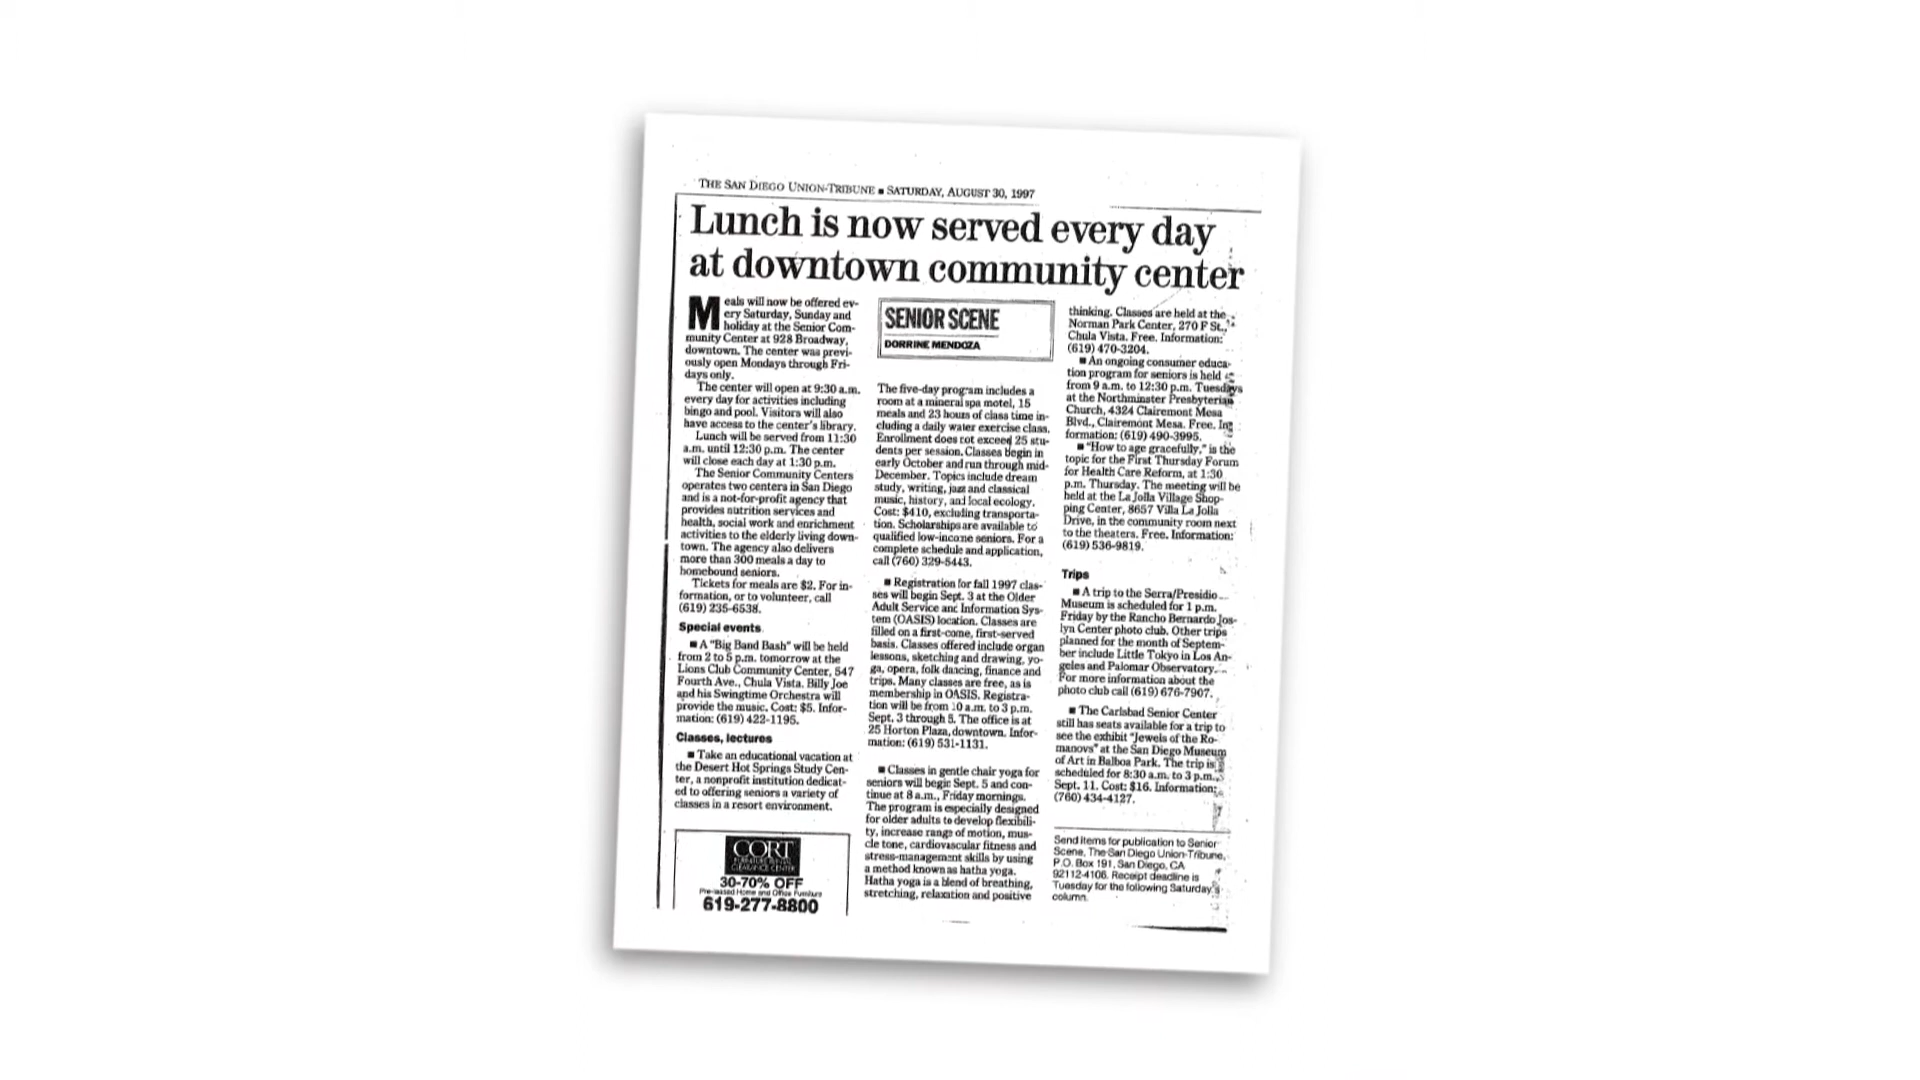 THE SAN DIEGO UNION-TRIBUNE ■ SATURDAY, AUGUST 30, 1997
Lunch is now served every day
at downtown community center
Meals will now be offered ev-
ery Saturday, Sunday and
holiday at the Senior Com-
munity Center at 928 Broadway,
downtown. The center was previ-
ously open Mondays through Fri-
days only.
The center will open at 9:30 a.m.
every day for activities including
bingo and pool. Visitors will also
have access to the center's library.
Lunch will be served from 11:30
a.m. until 12:30 p.m. The center
will close each day at 1:30 p.m.
The Senior Community Centers
operates two centers in San Diego
and is a not-for-profit agency that
provides nutrition services and
health, social work and enrichment
activities to the elderly living down-
town. The agency also delivers
more than 300 meals a day to
homebound seniors.
Tickets for meals are $2. For in-
formation, or to volunteer, call
(619) 235-6538.
Special events
■ A "Big Band Bash" will be held
from 2 to 5 p.m. tomorrow at the
Lions Club Community Center, 547
Fourth Ave., Chula Vista. Billy Joe
and his Swingtime Orchestra will
provide the music. Cost: $5. Infor-
mation: (619) 422-1195.
Classes, lectures
■ Take an educational vacation at
the Desert Hot Springs Study Cen-
ter, a nonprofit institution dedicat-
ed to offering seniors a variety of
classes in a resort environment.
CORT
FURNITURE RENTAL
CLEARANCE CENTER
30-70% OFF
Pre-leased Home and Office Furniture
619-277-8800
SENIOR SCENE
DORRINE MENDOZA
The five-day program includes a
room at a mineral spa motel, 15
meals and 23 hours of class time in-
cluding a daily water exercise class.
Enrollment does not exceed 25 stu-
dents per session. Classes begin in
early October and run through mid-
December. Topics include dream
study, writing, jazz and classical
music, history, and local ecology.
Cost: $410, excluding transporta-
tion. Scholarships are available to
qualified low-income seniors. For a
complete schedule and application,
call (760) 329-5443.
■ Registration for fall 1997 clas-
ses will begin Sept. 3 at the Older
Adult Service and Information Sys-
tem (OASIS) location. Classes are
filled on a first-come, first-served
basis. Classes offered include organ
lessons, sketching and drawing, yo-
ga, opera, folk dancing, finance and
trips. Many classes are free, as is
membership in OASIS. Registra-
tion will be from 10 a.m. to 3 p.m.
Sept. 3 through 5. The office is at
25 Horton Plaza, downtown. Infor-
mation: (619) 531-1131.
■ Classes in gentle chair yoga for
seniors will begin Sept. 5 and con-
tinue at 8 a.m., Friday mornings.
The program is especially designed
for older adults to develop flexibili-
ty, increase range of motion, mus-
cle tone, cardiovascular fitness and
stress-management skills by using
a method known as hatha yoga.
Hatha yoga is a blend of breathing,
stretching, relaxation and positive
thinking. Classes are held at the
Norman Park Center, 270 F St.,
Chula Vista. Free. Information:
(619) 470-3204.
■ An ongoing consumer educa-
tion program for seniors is held
from 9 a.m. to 12:30 p.m. Tuesdays
at the Northminster Presbyterian
Church, 4324 Clairemont Mesa
Blvd., Clairemont Mesa. Free. In-
formation: (619) 490-3995.
■ "How to age gracefully," is the
topic for the First Thursday Forum
for Health Care Reform, at 1:30
p.m. Thursday. The meeting will be
held at the La Jolla Village Shop-
ping Center, 8657 Villa La Jolla
Drive, in the community room next
to the theaters. Free. Information:
(619) 536-9819.
Trips
■ A trip to the Serra/Presidio
Museum is scheduled for 1 p.m.
Friday by the Rancho Bernardo Jos-
lyn Center photo club. Other trips
planned for the month of Septem-
ber include Little Tokyo in Los An-
geles and Palomar Observatory.
For more information about the
photo club call (619) 676-7907.
■ The Carlsbad Senior Center
still has seats available for a trip to
see the exhibit "Jewels of the Ro-
manovs" at the San Diego Museum
of Art in Balboa Park. The trip is
scheduled for 8:30 a.m. to 3 p.m.
Sept. 11. Cost: $16. Information:
(760) 434-4127.
Send items for publication to Senior
Scene, The San Diego Union-Tribune,
P.O. Box 191, San Diego, CA
92112-4106. Receipt deadline is
Tuesday for the following Saturday's
column.